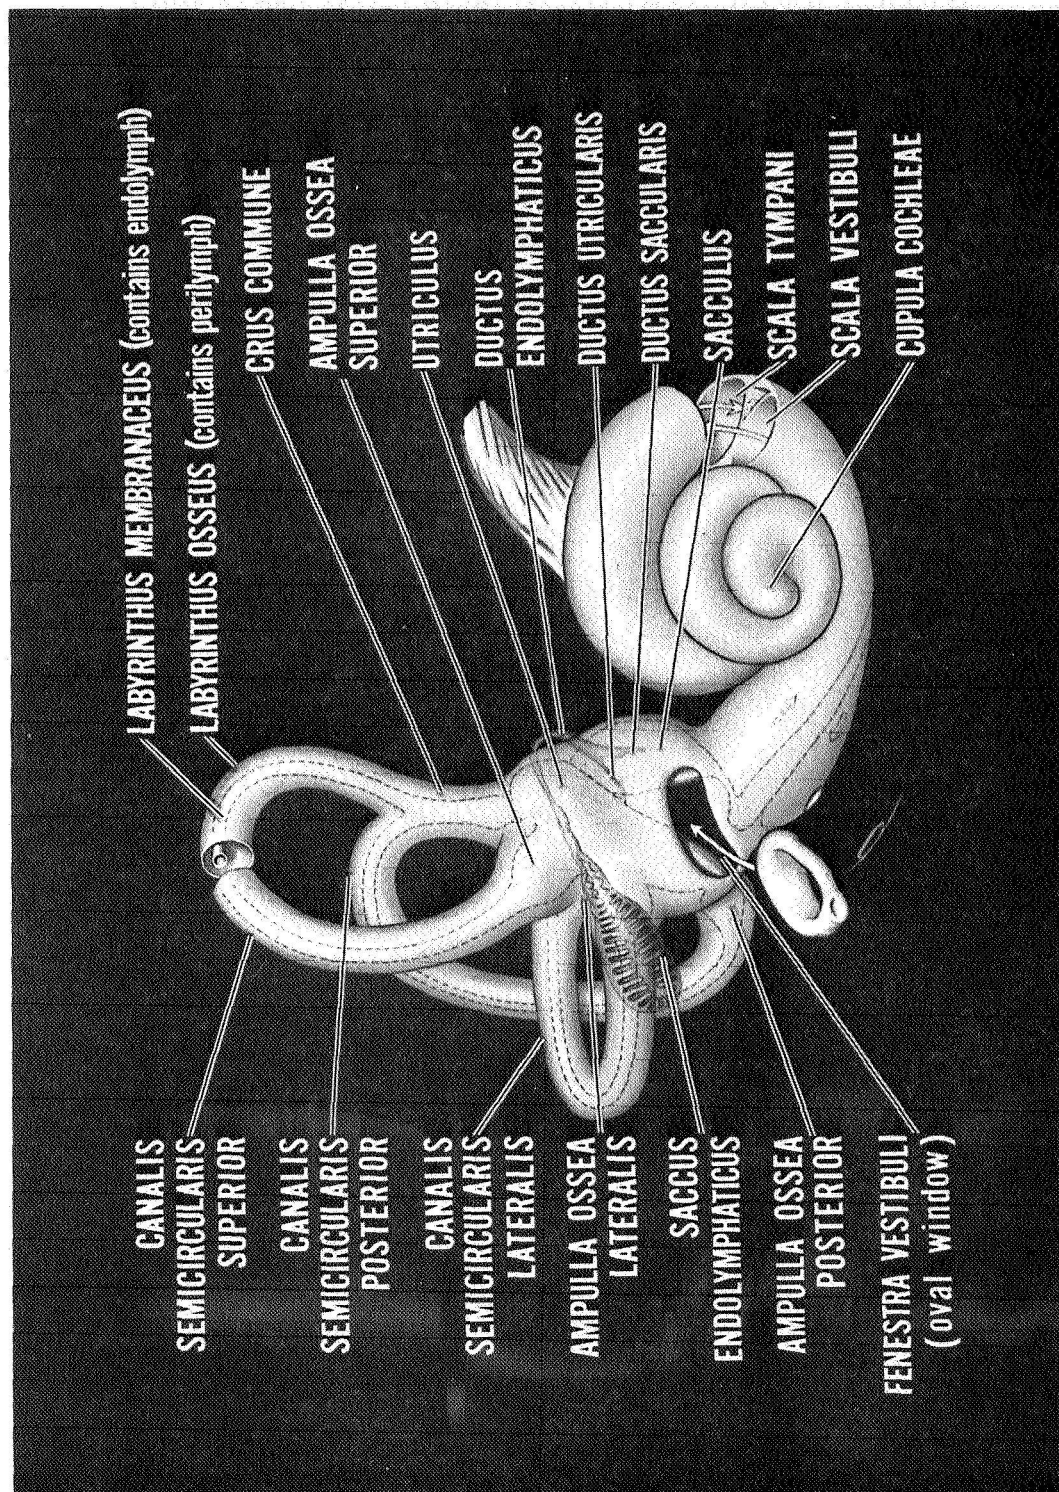 CANALIS
SEMICIRCULARIS
SUPERIOR
CANALIS
SEMICIRCULARIS
POSTERIOR
CANALIS
SEMICIRCULARIS
LATERALIS
AMPULLA OSSEA
LATERALIS
SACCUS
ENDOLYMPHATICUS
AMPULLA OSSEA
POSTERIOR
FENESTRA VESTIBULI
(oval window)
LABYRINTHUS MEMBRANACEUS (contains endolymph)
LABYRINTHUS OSSEUS (contains perilymph)
CRUS COMMUNE
AMPULLA OSSEA
SUPERIOR
UTRICULUS
DUCTUS
ENDOLYMPHATICUS
DUCTUS UTRICULARIS
DUCTUS SACCULARIS
SACCULUS
SCALA TYMPANI
SCALA VESTIBULI
CUPULA COCHLEAE